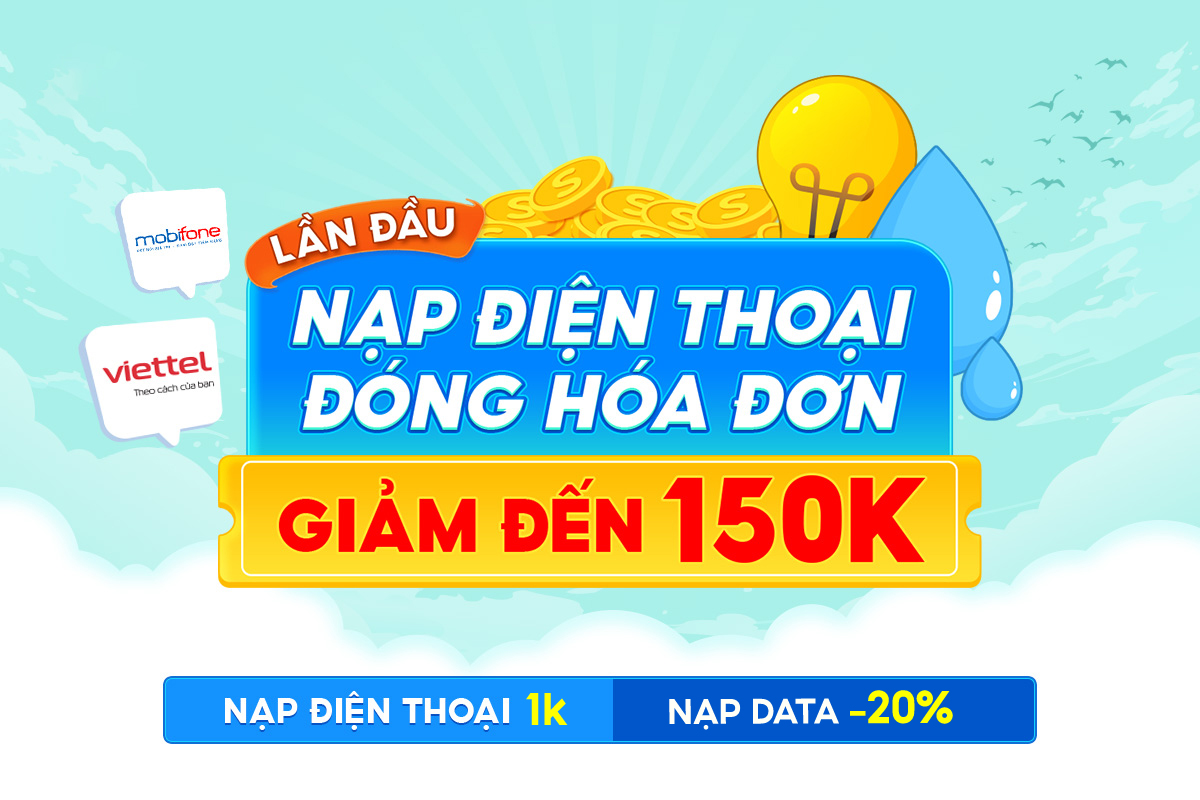 LẦN ĐẦU
NẠP ĐIỆN THOẠI
ĐÓNG HÓA ĐƠN
GIẢM ĐẾN 150K
mobifone
viettel
Theo cách của bạn
NẠP ĐIỆN THOẠI 1k
NẠP DATA -20%